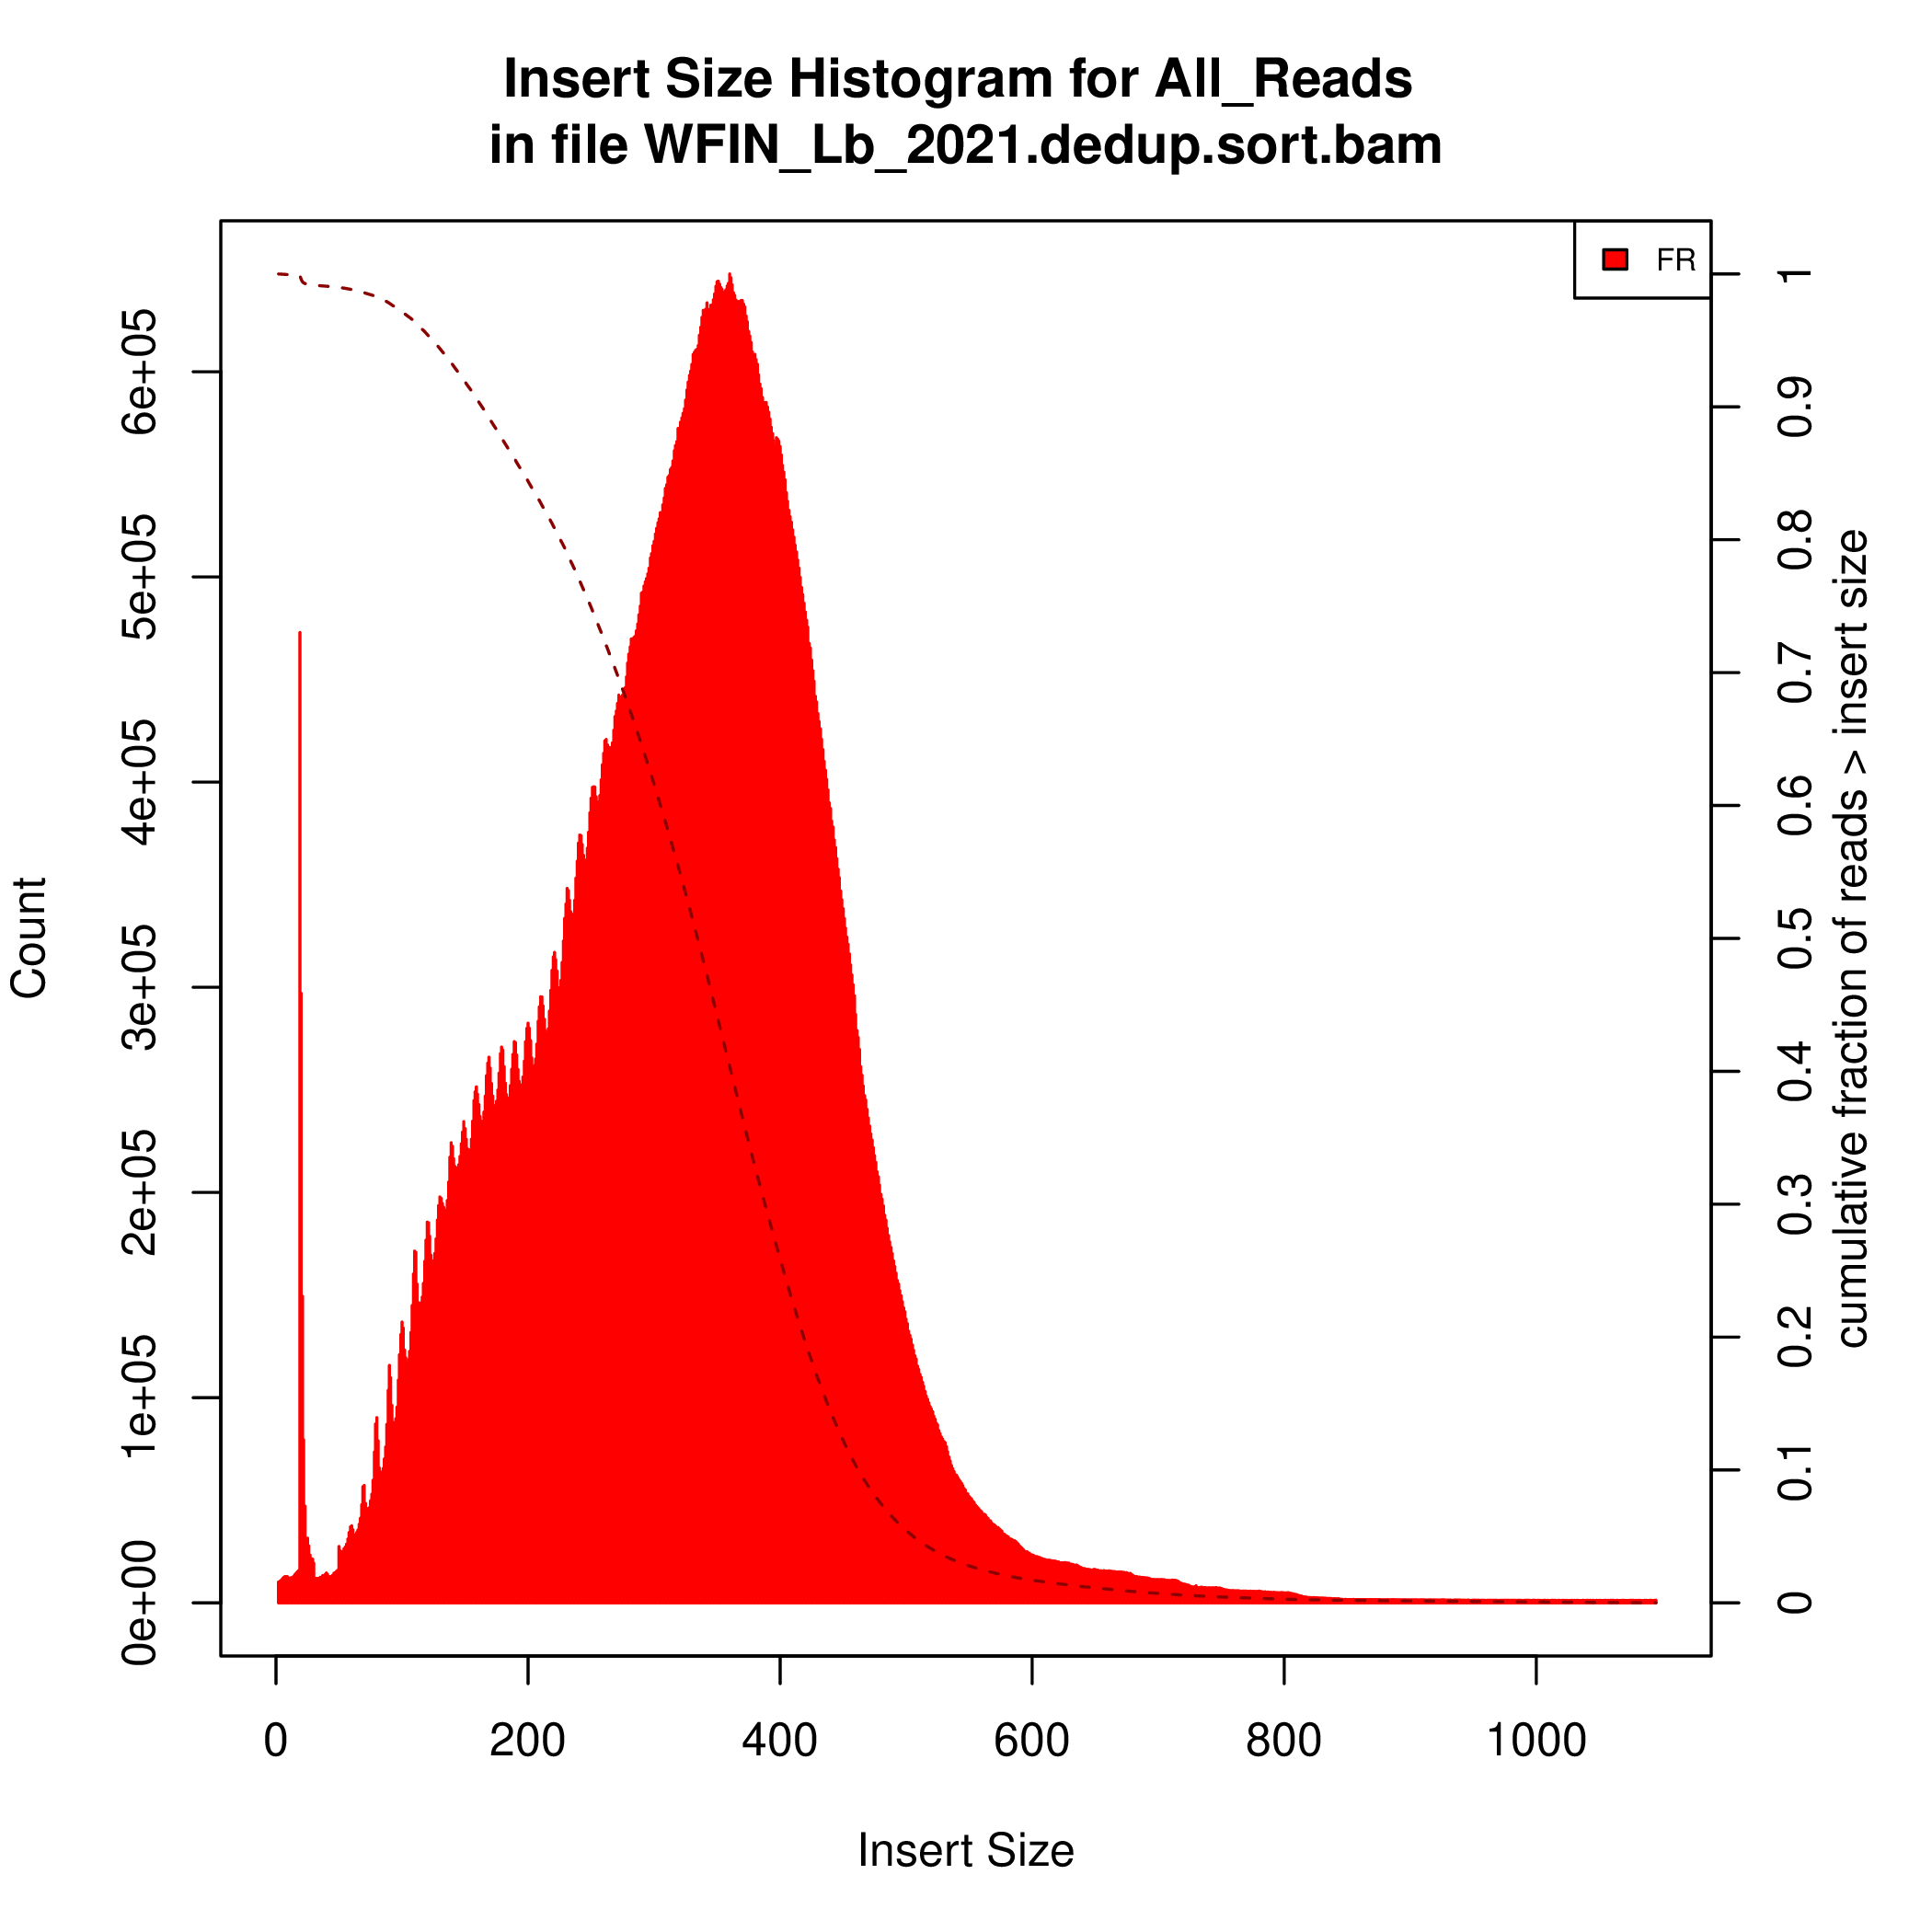 Insert Size Histogram for All_Reads
in file WFIN_Lb_2021.dedup.sort.bam
FR
Count
0e+00 1e+05 2e+05 3e+05 4e+05 5e+05 6e+05
0 0.1 0.2 0.3 0.4 0.5 0.6 0.7 0.8 0.9 1
cumulative fraction of reads > insert size
0 200 400 600 800 1000
Insert Size